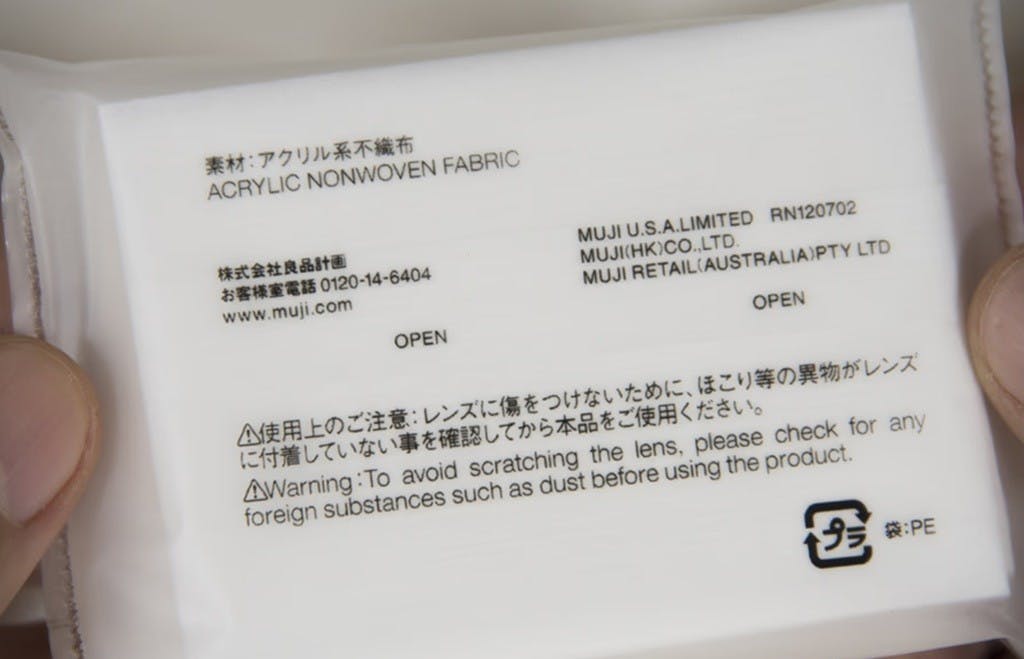 素材:アクリル系不織布
ACRYLIC NONWOVEN FABRIC
株式会社良品計画
お客様室電話 0120-14-6404
www.muji.com
OPEN
MUJI U.S.A.LIMITED RN120702
MUJI(HK)CO.,LTD.
MUJI RETAIL(AUSTRALIA)PTY LTD
OPEN
⚠使用上のご注意:レンズに傷をつけないために、ほこり等の異物がレンズ
に付着していない事を確認してから本品をご使用ください。
⚠Warning:To avoid scratching the lens, please check for any
foreign substances such as dust before using the product.
プラ 袋:PE